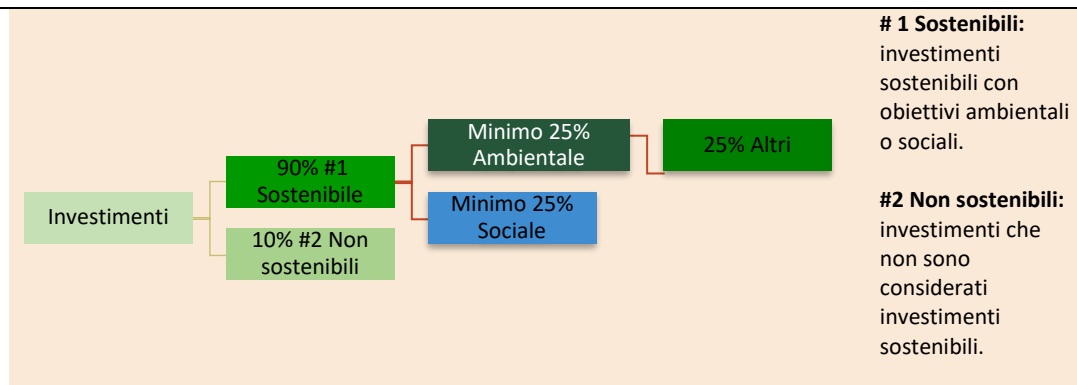 Investimenti
90% #1
Sostenibile
10% #2 Non
sostenibili
Minimo 25%
Ambientale
Minimo 25%
Sociale
25% Altri
# 1 Sostenibili:
investimenti
sostenibili con
obiettivi ambientali
o sociali.
#2 Non sostenibili:
investimenti che
non sono
considerati
investimenti
sostenibili.